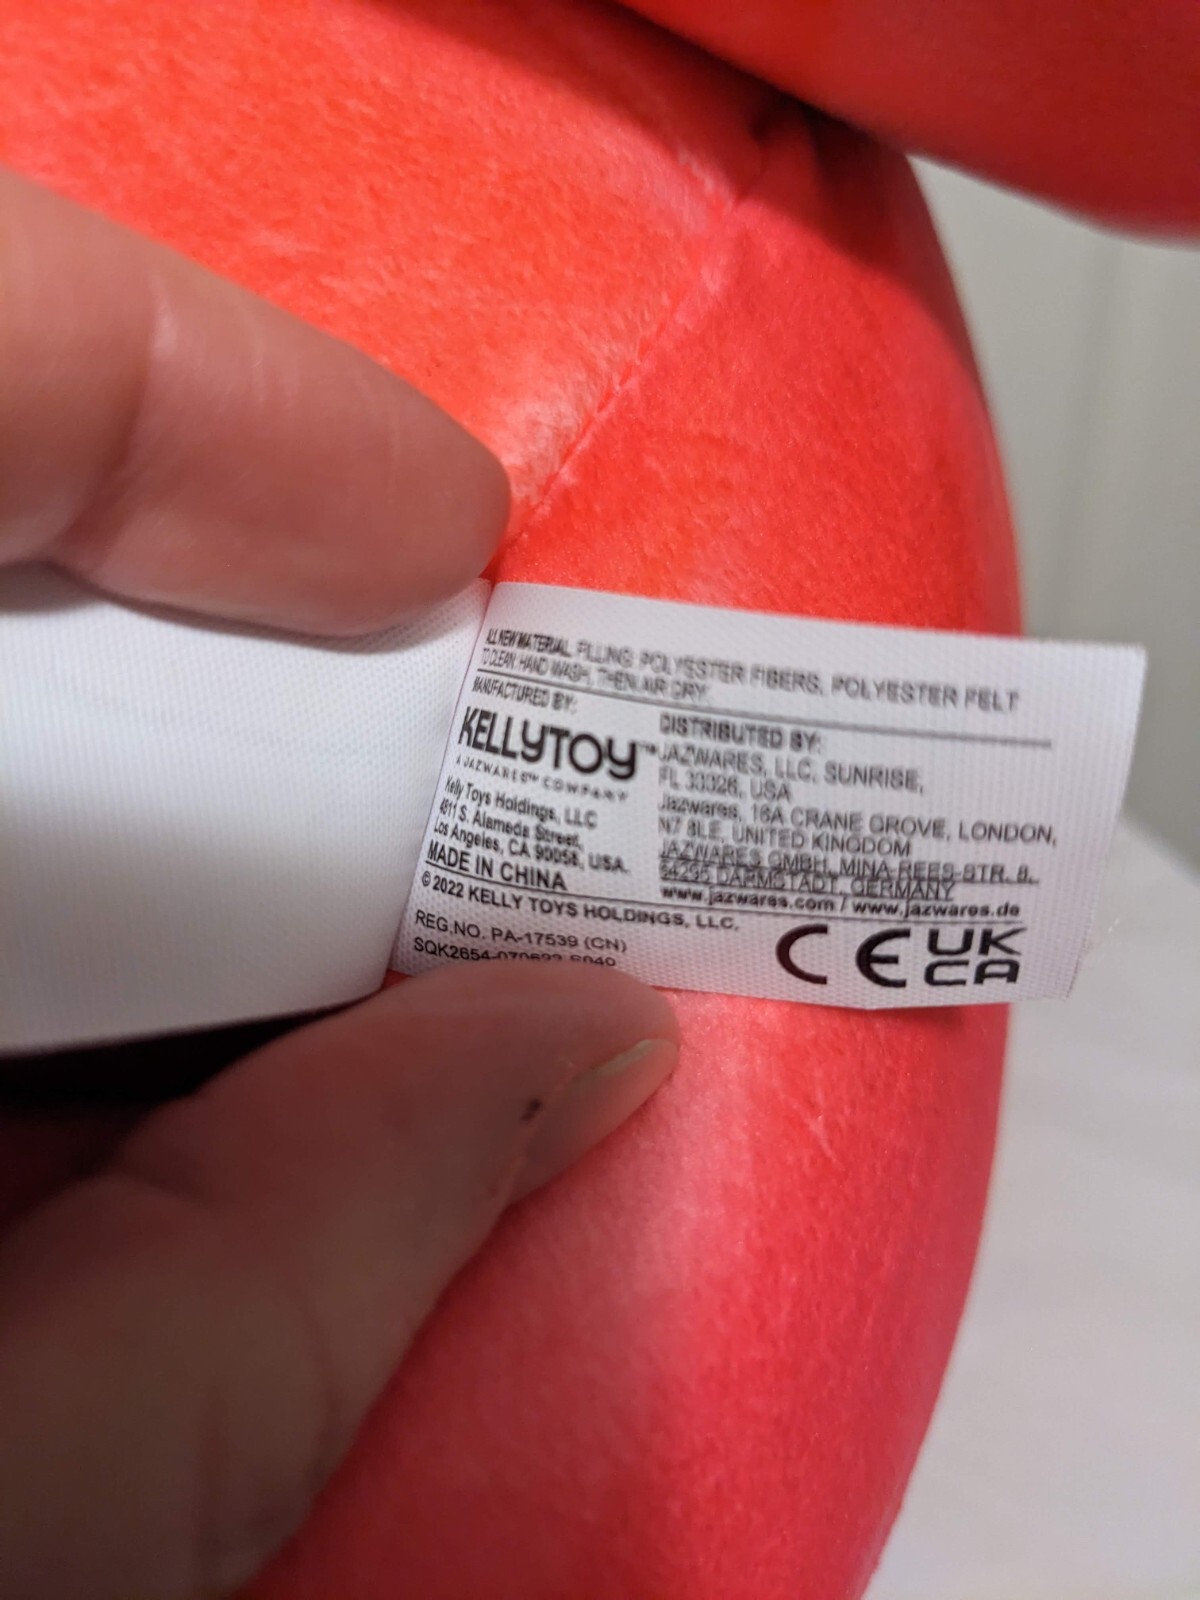 ALL NEW MATERIAL FILLING: POLYESTER FIBERS, POLYESTER FELT
TO CLEAN: HAND WASH, THEN AIR DRY.
MANUFACTURED BY:
KELLYTOY™
A JAZWARES™ COMPANY
Kelly Toys Holdings, LLC
4811 S. Alameda Street,
Los Angeles, CA 90058, USA.
MADE IN CHINA
DISTRIBUTED BY:
JAZWARES, LLC, SUNRISE,
FL 33326, USA
Jazwares, 16A CRANE GROVE, LONDON,
N7 8LE, UNITED KINGDOM
JAZWARES GMBH, MINA-REES-STR. 8,
64295 DARMSTADT, GERMANY
www.jazwares.com / www.jazwares.de
© 2022 KELLY TOYS HOLDINGS, LLC.
REG.NO. PA-17539 (CN)
CE UK CA